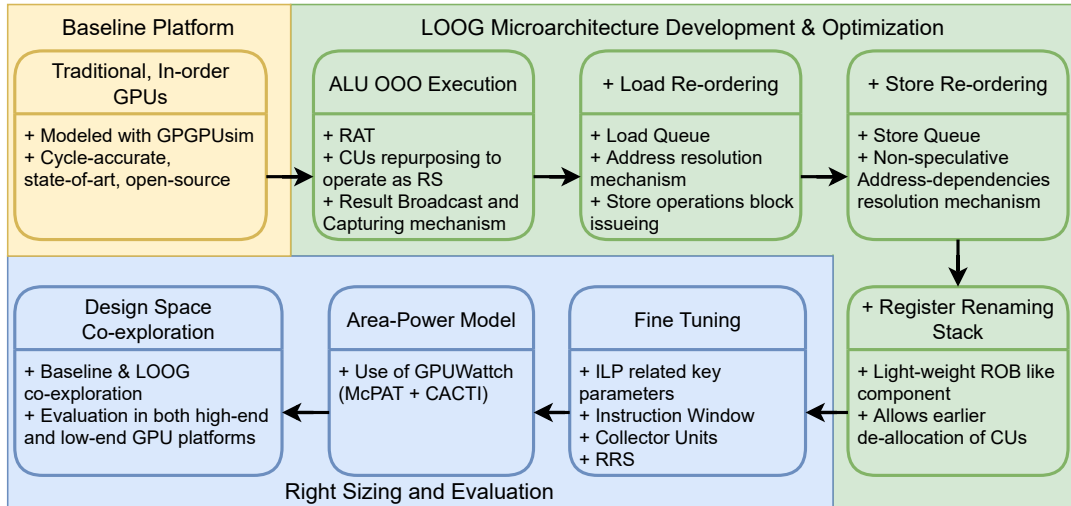 Baseline Platform
Traditional, In-order
GPUs
+ Modeled with GPGPUsim
+ Cycle-accurate,
state-of-art, open-source
LOOG Microarchitecture Development & Optimization
ALU OOO Execution
+ RAT
+ CUs repurposing to
operate as RS
+ Result Broadcast and
Capturing mechanism
+ Load Re-ordering
+ Load Queue
+ Address resolution
mechanism
+ Store operations block
issueing
+ Store Re-ordering
+ Store Queue
+ Non-speculative
Address-dependencies
resolution mechanism
+ Register Renaming
Stack
+ Light-weight ROB like
component
+ Allows earlier
de-allocation of CUs
Fine Tuning
+ ILP related key
parameters
+ Instruction Window
+ Collector Units
+ RRS
Area-Power Model
+ Use of GPUWattch
(McPAT + CACTI)
Design Space
Co-exploration
+ Baseline & LOOG
co-exploration
+ Evaluation in both high-end
and low-end GPU platforms
Right Sizing and Evaluation